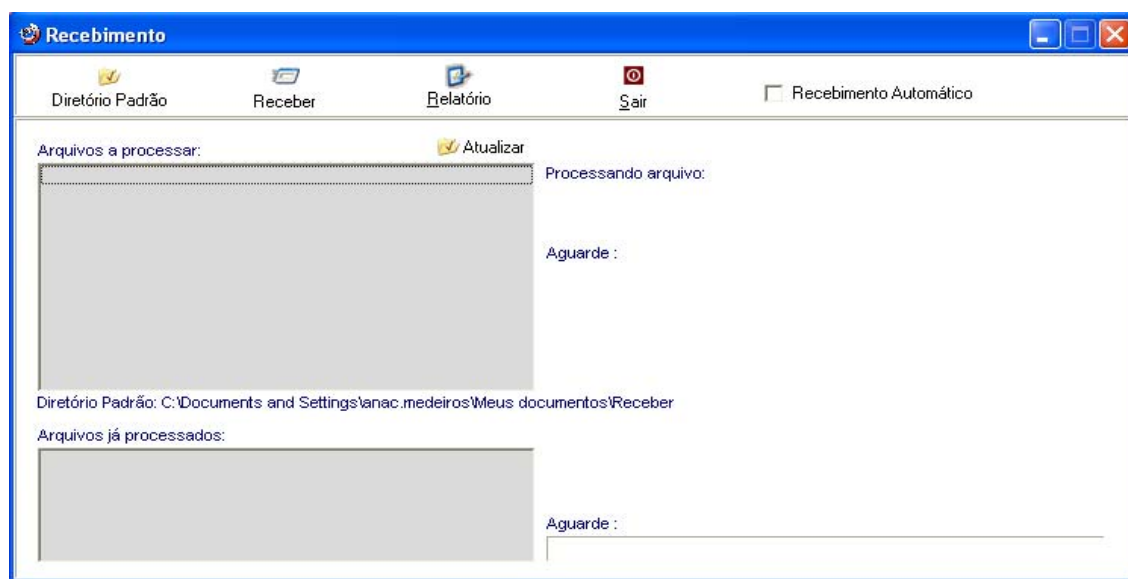 Recebimento
Diretório Padrão
Receber
Relatório
Sair
Recebimento Automático
Arquivos a processar:
Atualizar
Processando arquivo:
Aguarde :
Diretório Padrão: C:\Documents and Settings\anac.medeiros\Meus documentos\Receber
Arquivos já processados:
Aguarde :